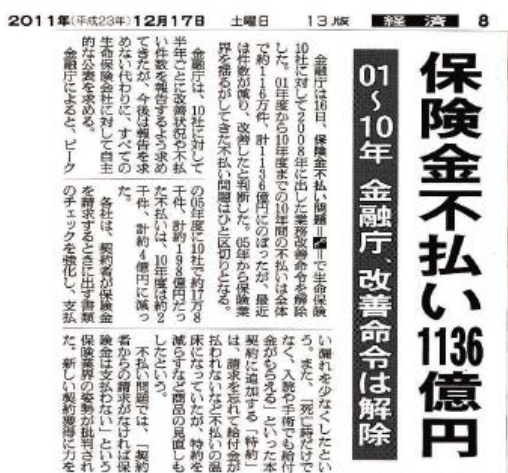 2011年(平成23年)12月17日 土曜日 13版 経済 8
保険金不払い1136億円
01～10年 金融庁、改善命令は解除
金融庁は16日、保険金不払い問題＝で生命保険
10社に対して2008年に出した業務改善命令を解除
した。01年度から10年度までの10年間の不払いは全体
で約116万件、計1136億円にのぼったが、最近
は件数が減り、改善したと判断した。05年から保険業
界を揺るがしてきた不払い問題はひと区切りとなる。
金融庁は、10社に対して
半年ごとに改善状況や不払
い件数を報告するよう求め
てきたが、今後は報告を求
めない代わりに、すべての
生命保険会社に対して自主
的な公表を求める。
金融庁によると、ピーク
の05年度に10社で約11万8
千件、計約198億円だっ
た不払いは、10年度は約2
千件、計約4億円に減っ
た。
各社は、契約者が保険金
を請求するときに出す書類
のチェックを強化し、支払
い漏れを少なくしたとい
う。また、「死亡時だけで
なく、入院や手術でも給付
金がもらえる」といった本
契約に追加する「特約」
は、請求を忘れて給付金が
払われないなど不払いの温
床になっていたが、特約を
減らすなど商品の見直しも
したという。
不払い問題では、「契約
者からの請求がなければ保
険金は支払わない」という
保険業界の姿勢が批判され
た。新しい契約獲得に力を